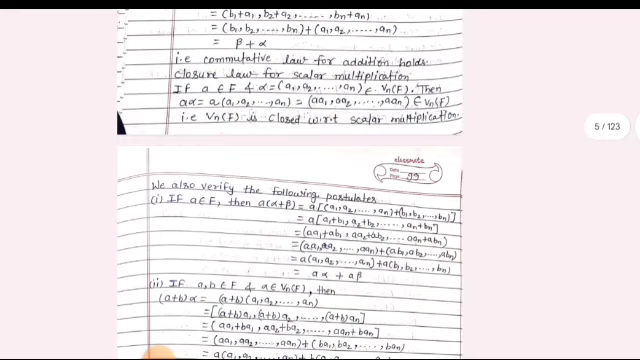 = (b₁+a₁, b₂+a₂, ....., bn+an)
= (b₁, b₂, ....., bn) + (a₁, a₂, ....., an)
= β + α
i.e commutative law for addition holds
closure law for scalar multiplication
If a ∈ F & α = (a₁, a₂, ...., an) ∈ Vn(F). Then
aα = a(a₁, a₂, ..., an) = (aa₁, aa₂, ...., aan) ∈ Vn(F)
i.e Vn(F) is closed w.r.t scalar multiplication.
5 / 123
classmate
Date
Page 99
We also verify the following postulates
(i) If a∈F, then a(α+β) = a[(a₁, a₂, ....., an)+(b₁, b₂, ...., bn)]
= a[a₁+b₁, a₂+b₂, ....., an+bn]
= (aa₁+ab₁, aa₂+ab₂, .... aan+abn)
= (aa₁, aa₂, ...., aan) + (ab₁, ab₂, ...., abn)
= a(a₁, a₂, ...., an) + a(b₁, b₂, ...., bn)
= aα + aβ
(ii) If a,b ∈ F & α ∈ Vn(F), then
(a+b)α = (a+b)(a₁, a₂, ...., an)
= [(a+b)a₁, (a+b)a₂, ....., (a+b)an]
= (aa₁+ba₁, aa₂+ba₂, ...., aan+ban]
= (aa₁, aa₂, ....., aan) + (ba₁, ba₂, ...., ban)